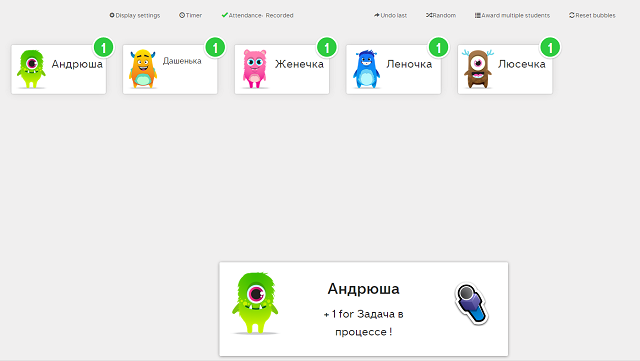 Display settings Timer Attendance- Recorded Undo last Random Award multiple students Reset bubbles
1 1 1 1 1
Андрюша Дашенька Женечка Леночка Люсечка
Андрюша
+ 1 for Задача в
процессе !